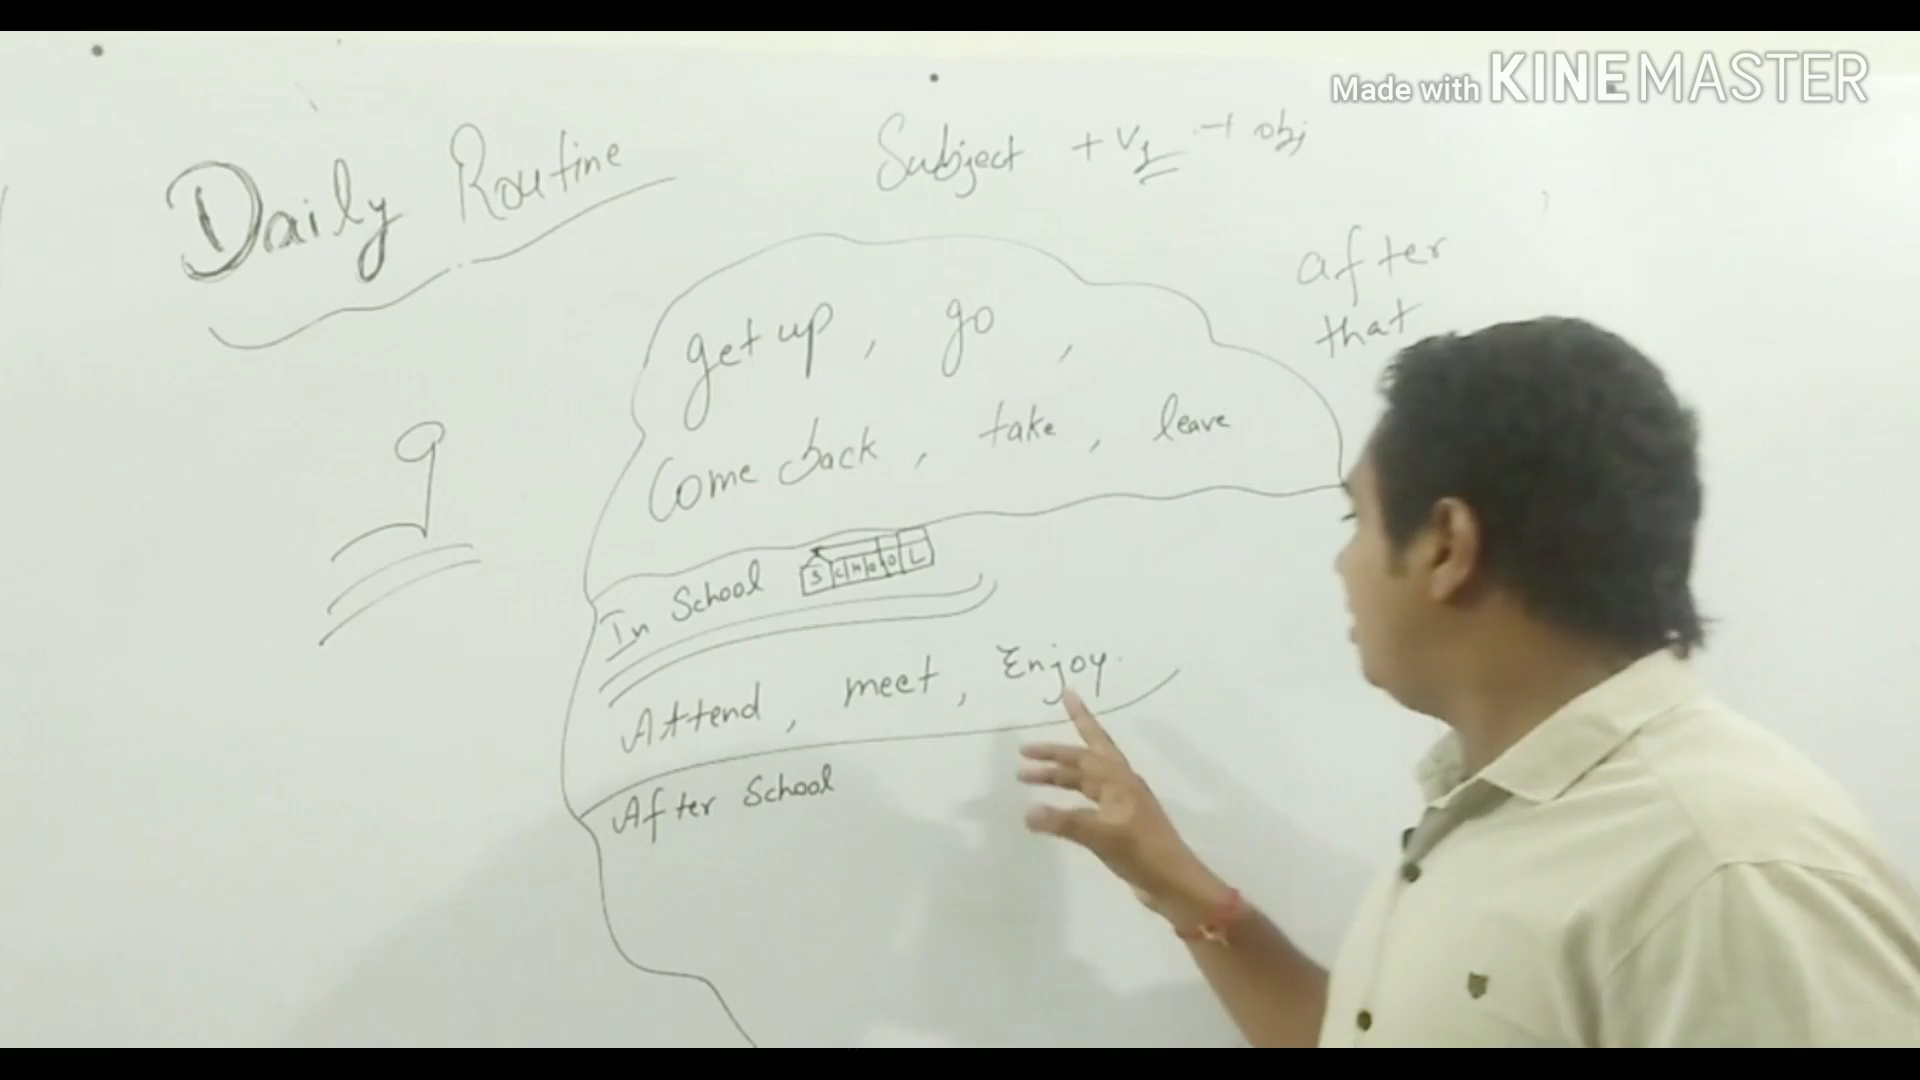 Made with KINEMASTER
Daily Routine
Subject + V1 + obj
after
that
get up, go,
Come back, take, leave
9
In School SCHOOL
Attend, meet, Enjoy.
After School